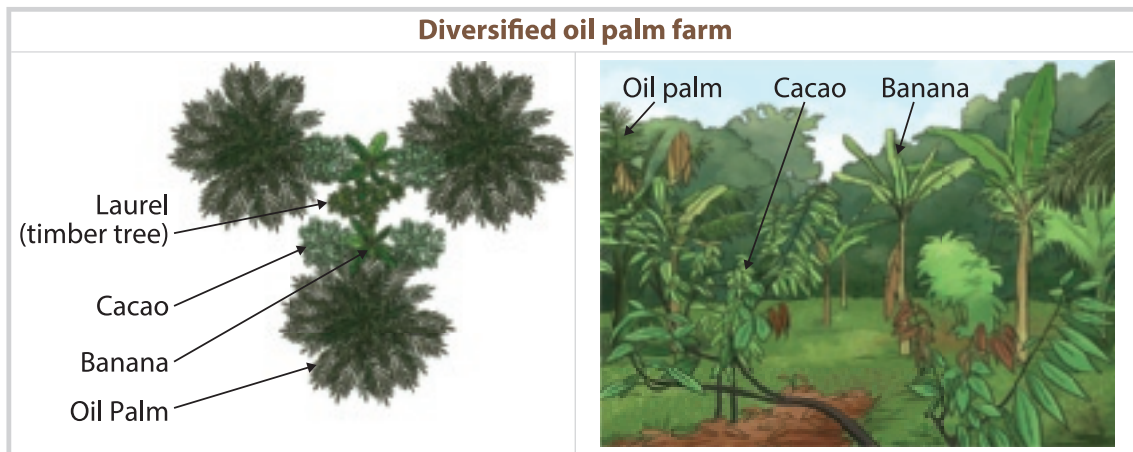 Diversified oil palm farm
Laurel
(timber tree)
Cacao
Banana
Oil Palm
Oil palm
Cacao
Banana